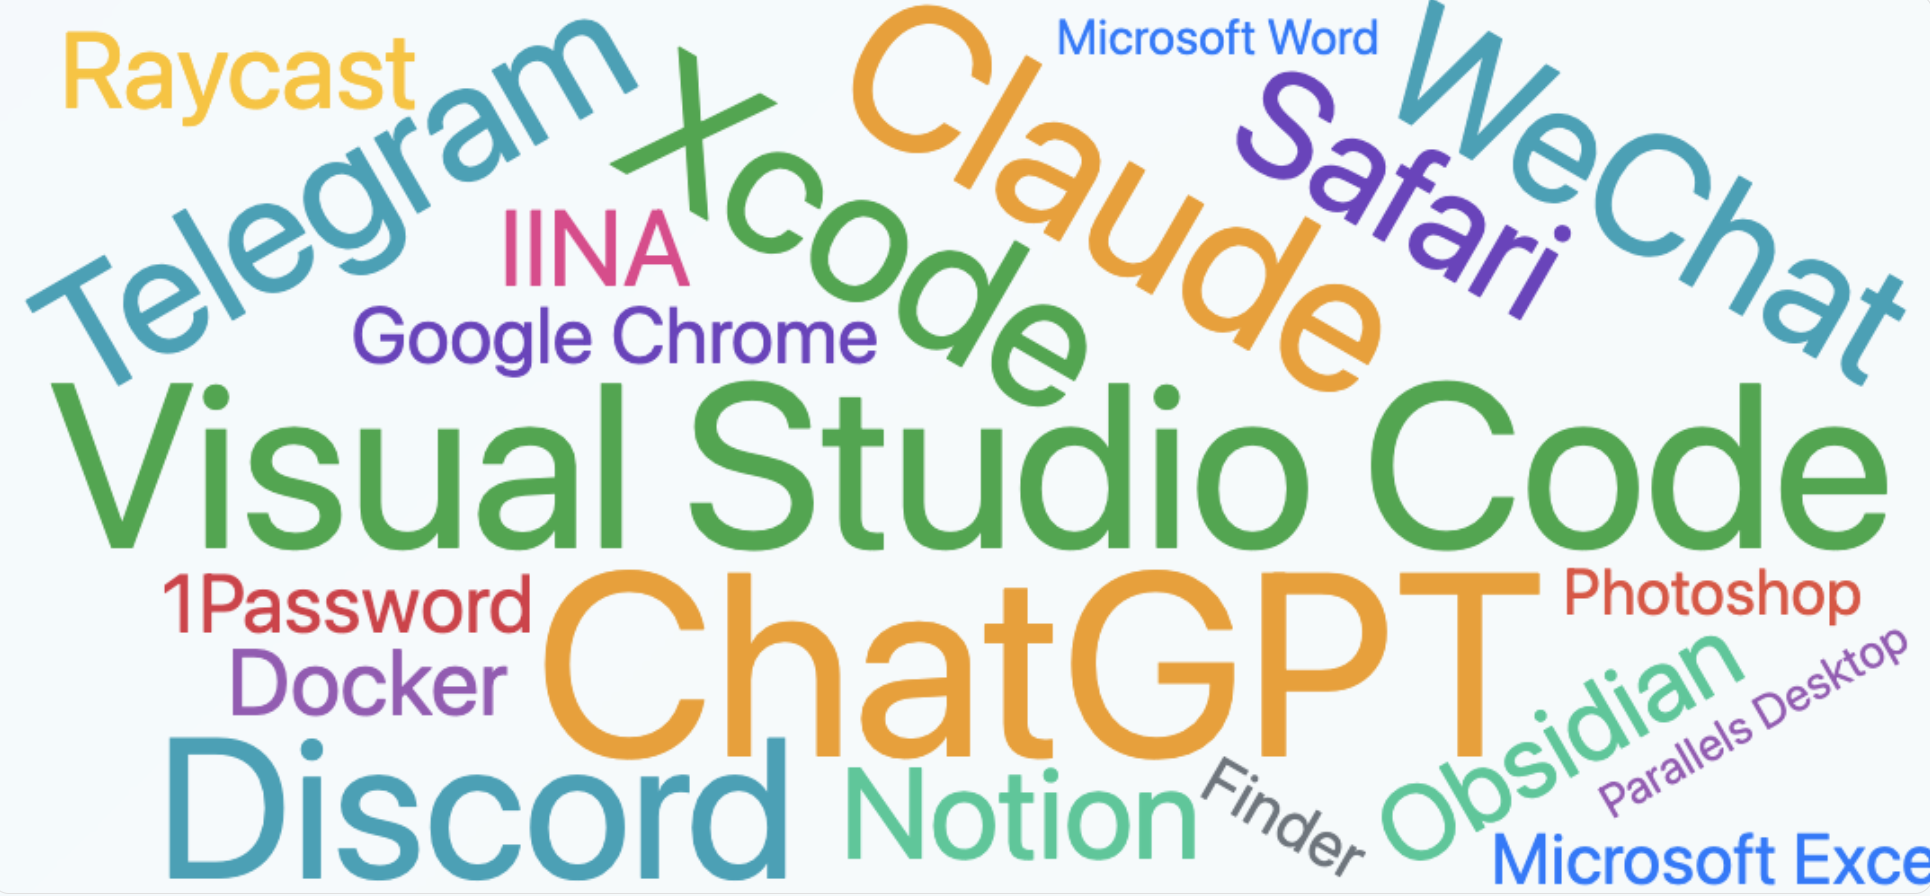 Raycast
Telegram
Xcode
Claude
Microsoft Word
WeChat
Safari
IINA
Google Chrome
Visual Studio Code
1Password
ChatGPT
Photoshop
Docker
Obsidian
Parallels Desktop
Discord
Notion
Finder
Microsoft Exce